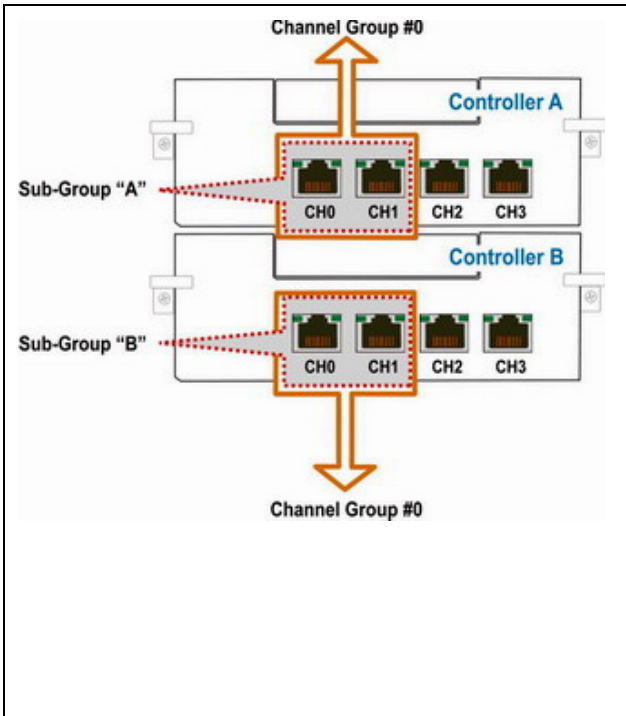 Channel Group #0
Controller A
Sub-Group “A”
CH0 CH1 CH2 CH3
Controller B
Sub-Group “B”
CH0 CH1 CH2 CH3
Channel Group #0